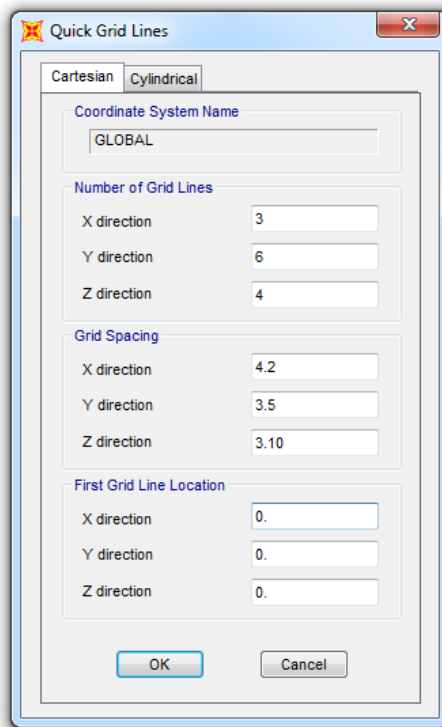 Quick Grid Lines
Cartesian Cylindrical
Coordinate System Name
GLOBAL
Number of Grid Lines
X direction 3
Y direction 6
Z direction 4
Grid Spacing
X direction 4.2
Y direction 3.5
Z direction 3.10
First Grid Line Location
X direction 0.
Y direction 0.
Z direction 0.
OK Cancel